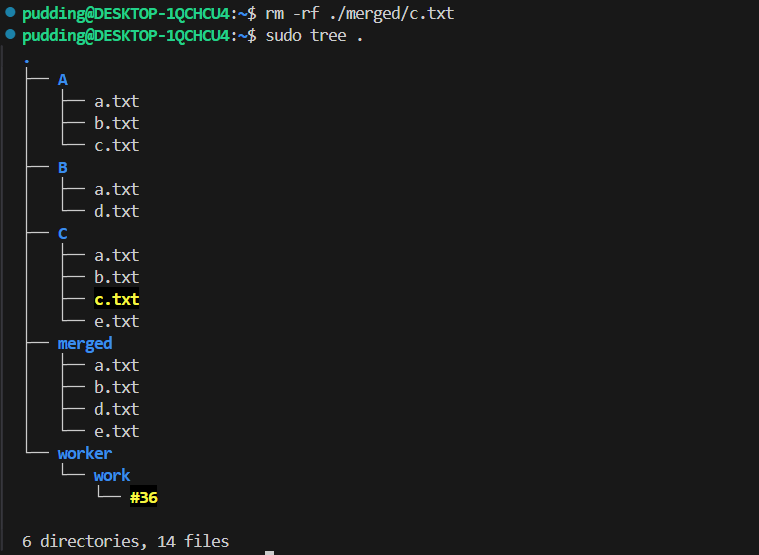 pudding@DESKTOP-1QCHCU4:~$ rm -rf ./merged/c.txt
pudding@DESKTOP-1QCHCU4:~$ sudo tree .
.
├── A
│   ├── a.txt
│   ├── b.txt
│   └── c.txt
├── B
│   ├── a.txt
│   └── d.txt
├── C
│   ├── a.txt
│   ├── b.txt
│   ├── c.txt
│   └── e.txt
├── merged
│   ├── a.txt
│   ├── b.txt
│   ├── d.txt
│   └── e.txt
└── worker
    └── work
        └── #36
6 directories, 14 files